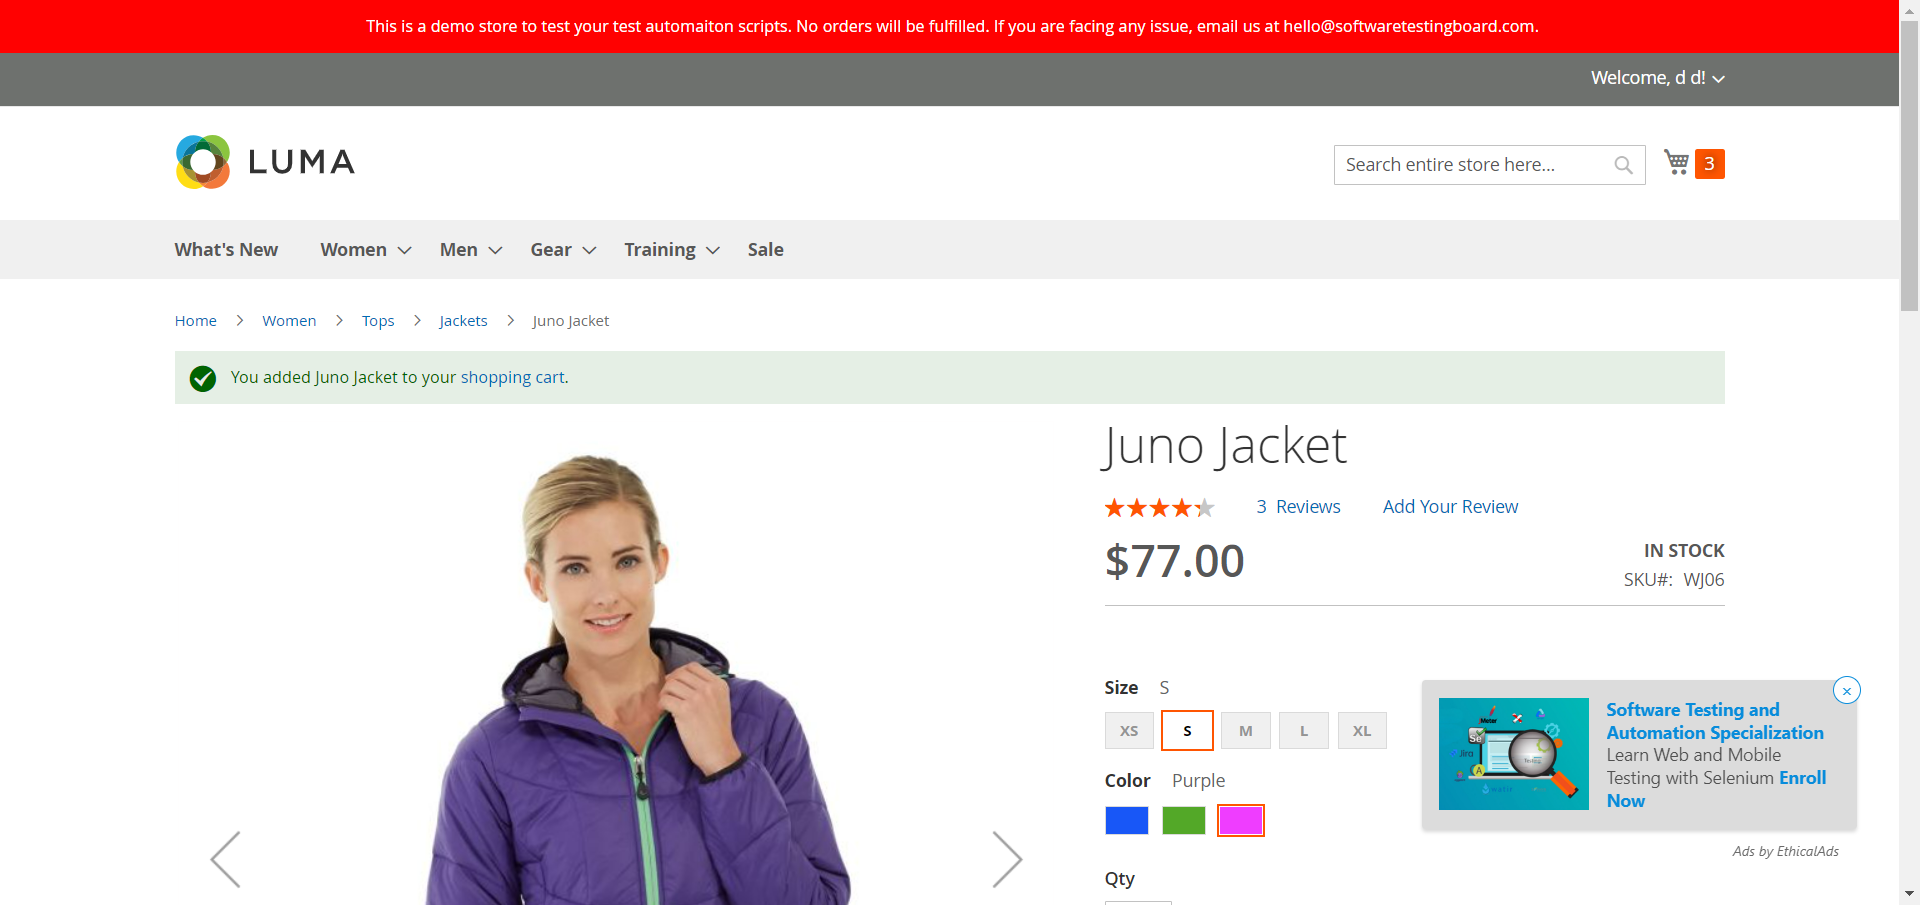 This is a demo store to test your test automaiton scripts. No orders will be fulfilled. If you are facing any issue, email us at hello@softwaretestingboard.com.
Welcome, d d!
LUMA
Search entire store here...
3
What's New Women Men Gear Training Sale
Home Women Tops Jackets Juno Jacket
You added Juno Jacket to your shopping cart.
Juno Jacket
3 Reviews Add Your Review
$77.00
IN STOCK
SKU#: WJ06
Size S
XS S M L XL
Color Purple
Qty
Meter
Se
Jira
Software Testing and
Automation Specialization
Learn Web and Mobile
Testing with Selenium Enroll
Now
Ads by EthicalAds